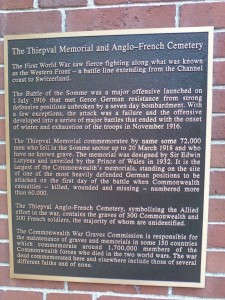 The Thiepval Memorial and Anglo-French Cemetery
The First World War saw fierce fighting along what was known
as the Western Front - a battle line extending from the Channel
coast to Switzerland.
The Battle of the Somme was a major offensive launched on
1 July 1916 that met fierce German resistance from strong
defensive positions unbroken by a seven day bombardment. With
a few exceptions, the attack was a failure and the offensive
developed into a series of major battles that ended with the onset
of winter and exhaustion of the troops in November 1916.
The Thiepval Memorial commemorates by name some 72,000
men who fell in the Somme sector up to 20 March 1918 and who
have no known grave. The memorial was designed by Sir Edwin
Lutyens and unveiled by the Prince of Wales in 1932. It is the
largest of the Commonwealth's memorials, standing on the site
of one of the most heavily defended German positions to be
attacked on the first day of the battle when Commonwealth
casualties - killed, wounded and missing - numbered more
than 60,000.
The Thiepval Anglo-French Cemetery, symbolising the Allied
effort in the war, contains the graves of 300 Commonwealth and
300 French soldiers, the majority of whom are unidentified.
The Commonwealth War Graves Commission is responsible for
the maintenance of graves and memorials in some 150 countries
which commemorate around 1,700,000 members of the
Commonwealth forces who died in the two world wars. The war
dead commemorated here and elsewhere include those of several
different faiths and of none.